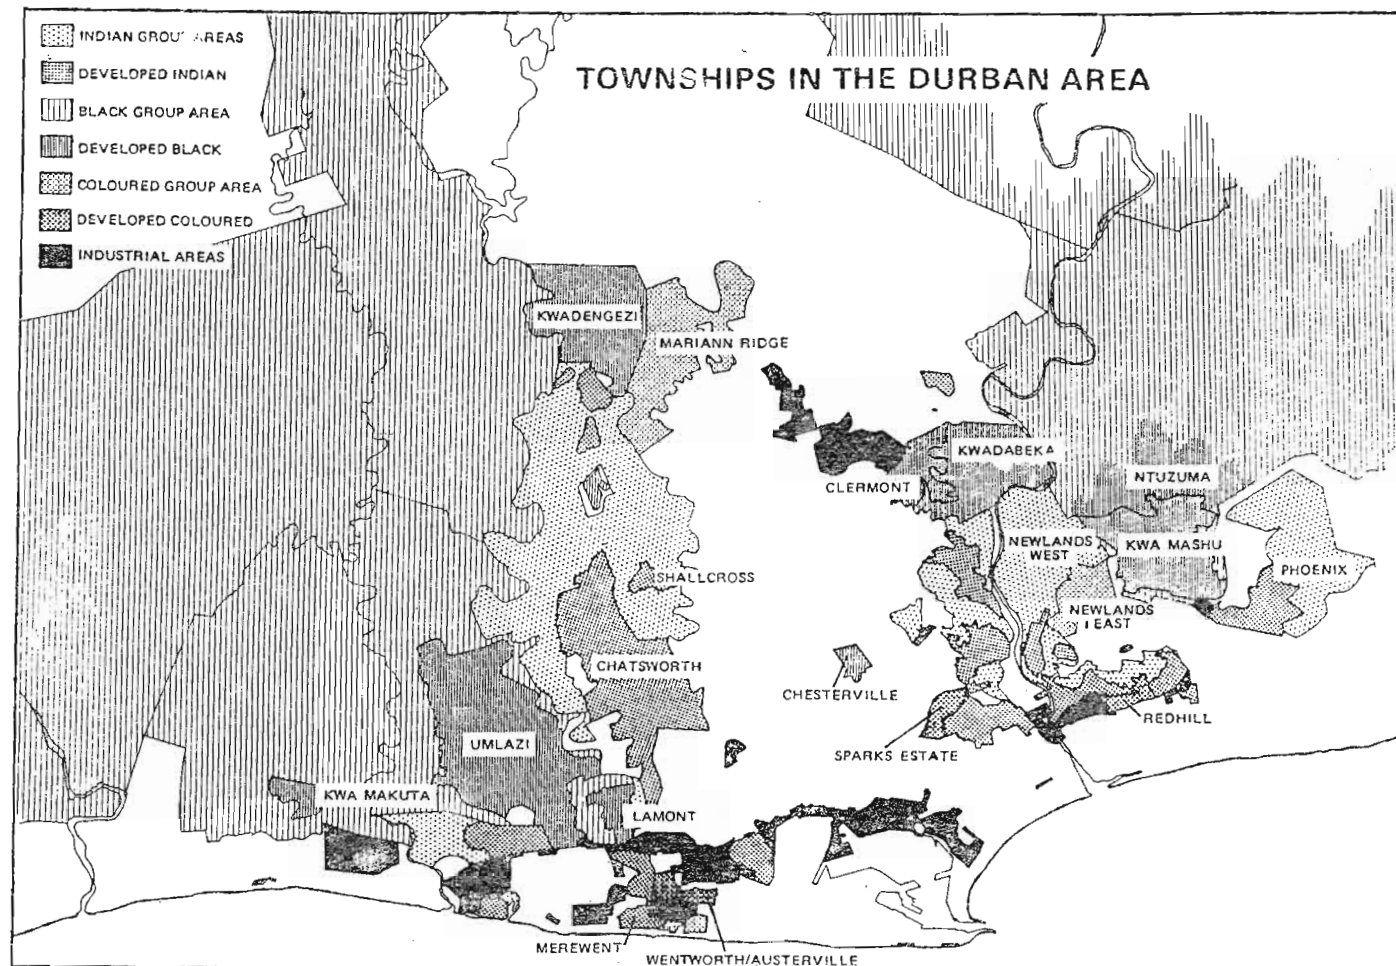 TOWNSHIPS IN THE DURBAN AREA
INDIAN GROU' AREAS
DEVELOPED INDIAN
BLACK GROUP AREA
DEVELOPED BLACK
COLOURED GROUP AREA
DEVELOPED COLOURED
INDUSTRIAL AREAS
KWADENGEZI
MARIANN RIDGE
KWADABEKA
CLERMONT
NTUZUMA
NEWLANDS
WEST
KWA MASHU
PHOENIX
SHALLCROSS
NEWLANDS
EAST
CHATSWORTH
CHESTERVILLE
REDHILL
UMLAZI
SPARKS ESTATE
KWA MAKUTA
LAMONT
MEREWENT
WENTWORTH/AUSTERVILLE